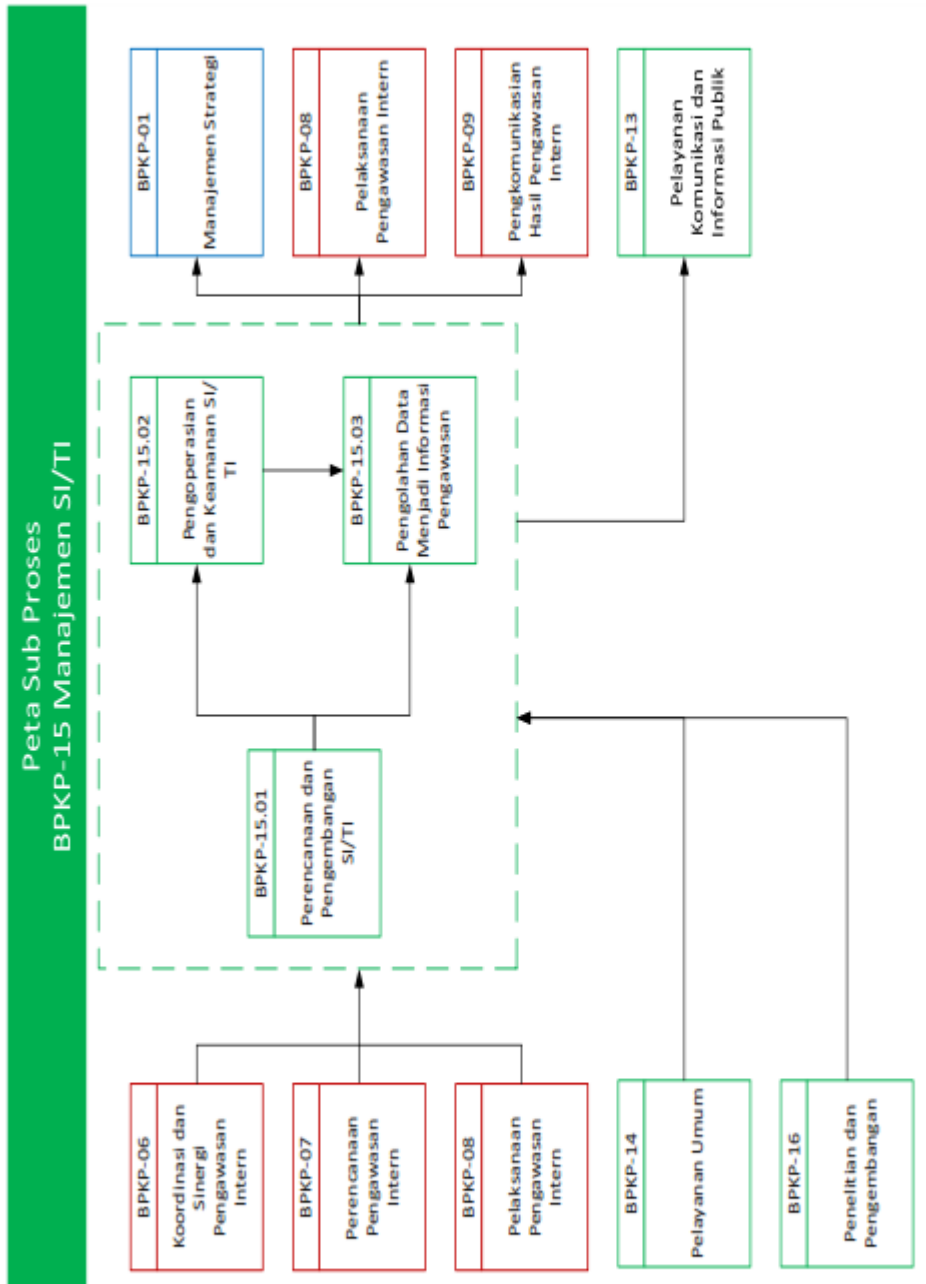 Peta Sub Proses
BPKP-15 Manajemen SI/TI
BPKP-06
Koordinasi dan
Sinergi
Pengawasan
Intern
BPKP-07
Perencanaan
Pengawasan
Intern
BPKP-08
Pelaksanaan
Pengawasan
Intern
BPKP-14
Pelayanan Umum
BPKP-16
Penelitian dan
Pengembangan
BPKP-15.01
Perencanaan dan
Pengembangan
SI/TI
BPKP-15.02
Pengoperasian
dan Keamanan SI/
TI
BPKP-15.03
Pengolahan Data
Menjadi Informasi
Pengawasan
BPKP-01
Manajemen Strategi
BPKP-08
Pelaksanaan
Pengawasan Intern
BPKP-09
Pengkomunikasian
Hasil Pengawasan
Intern
BPKP-13
Pelayanan
Komunikasi dan
Informasi Publik